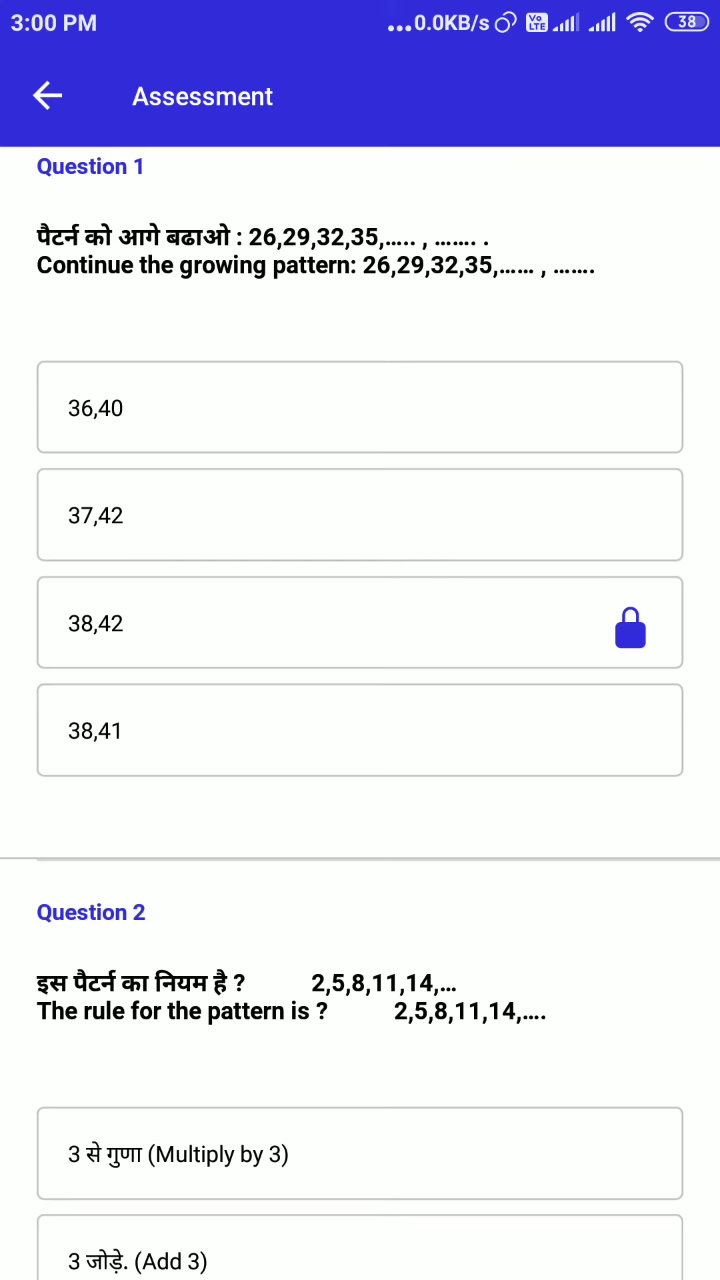 3:00 PM ...0.0KB/s Vo LTE 38
Assessment
Question 1
पैटर्न को आगे बढाओ : 26,29,32,35,..... , ....... .
Continue the growing pattern: 26,29,32,35,...... , .......
36,40
37,42
38,42
38,41
Question 2
इस पैटर्न का नियम है ? 2,5,8,11,14,...
The rule for the pattern is ? 2,5,8,11,14,....
3 से गुणा (Multiply by 3)
3 जोड़े. (Add 3)